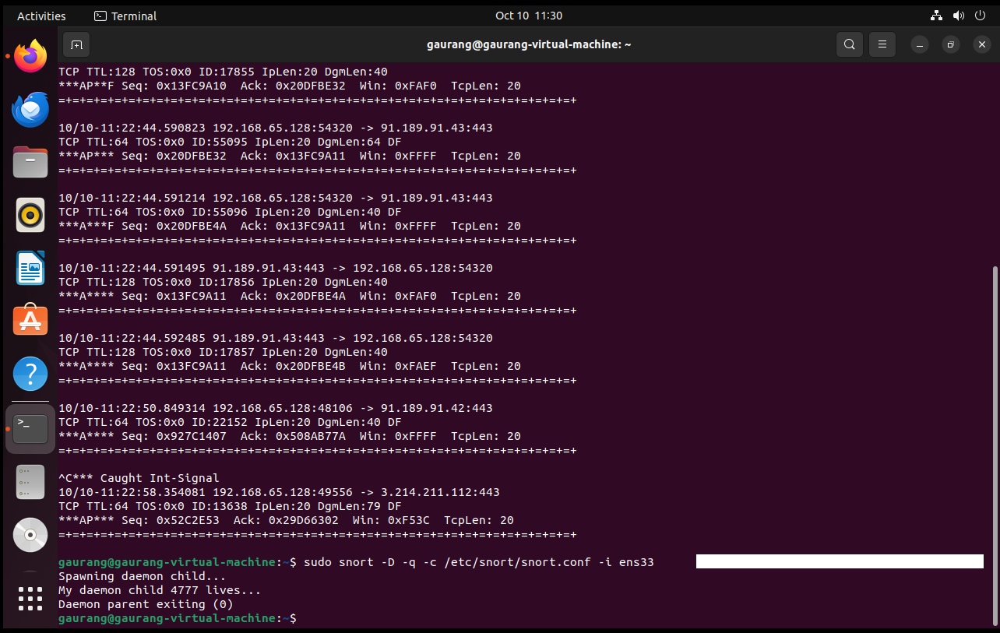 Activities
Terminal
Oct 10 11:30
gaurang@gaurang-virtual-machine: ~
TCP TTL:128 TOS:0x0 ID:17855 IpLen:20 DgmLen:40
***AP**F Seq: 0x13FC9A10  Ack: 0x20DFBE32  Win: 0xFAF0  TcpLen: 20
=+=+=+=+=+=+=+=+=+=+=+=+=+=+=+=+=+=+=+=+=+=+=+=+=+=+=+=+=+=+=+=+=+=+=+=+=+
10/10-11:22:44.590823 192.168.65.128:54320 -> 91.189.91.43:443
TCP TTL:64 TOS:0x0 ID:55095 IpLen:20 DgmLen:64 DF
***AP*** Seq: 0x20DFBE32  Ack: 0x13FC9A11  Win: 0xFFFF  TcpLen: 20
=+=+=+=+=+=+=+=+=+=+=+=+=+=+=+=+=+=+=+=+=+=+=+=+=+=+=+=+=+=+=+=+=+=+=+=+=+
10/10-11:22:44.591214 192.168.65.128:54320 -> 91.189.91.43:443
TCP TTL:64 TOS:0x0 ID:55096 IpLen:20 DgmLen:40 DF
***A***F Seq: 0x20DFBE4A  Ack: 0x13FC9A11  Win: 0xFFFF  TcpLen: 20
=+=+=+=+=+=+=+=+=+=+=+=+=+=+=+=+=+=+=+=+=+=+=+=+=+=+=+=+=+=+=+=+=+=+=+=+=+
10/10-11:22:44.591495 91.189.91.43:443 -> 192.168.65.128:54320
TCP TTL:128 TOS:0x0 ID:17856 IpLen:20 DgmLen:40
***A**** Seq: 0x13FC9A11  Ack: 0x20DFBE4A  Win: 0xFAF0  TcpLen: 20
=+=+=+=+=+=+=+=+=+=+=+=+=+=+=+=+=+=+=+=+=+=+=+=+=+=+=+=+=+=+=+=+=+=+=+=+=+
10/10-11:22:44.592485 91.189.91.43:443 -> 192.168.65.128:54320
TCP TTL:128 TOS:0x0 ID:17857 IpLen:20 DgmLen:40
***A**** Seq: 0x13FC9A11  Ack: 0x20DFBE4B  Win: 0xFAEF  TcpLen: 20
=+=+=+=+=+=+=+=+=+=+=+=+=+=+=+=+=+=+=+=+=+=+=+=+=+=+=+=+=+=+=+=+=+=+=+=+=+
10/10-11:22:50.849314 192.168.65.128:48106 -> 91.189.91.42:443
TCP TTL:64 TOS:0x0 ID:22152 IpLen:20 DgmLen:40 DF
***A**** Seq: 0x927C1407  Ack: 0x508AB77A  Win: 0xFFFF  TcpLen: 20
=+=+=+=+=+=+=+=+=+=+=+=+=+=+=+=+=+=+=+=+=+=+=+=+=+=+=+=+=+=+=+=+=+=+=+=+=+
^C*** Caught Int-Signal
10/10-11:22:58.354081 192.168.65.128:49556 -> 3.214.211.112:443
TCP TTL:64 TOS:0x0 ID:13638 IpLen:20 DgmLen:79 DF
***AP*** Seq: 0x52C2E53  Ack: 0x29D66302  Win: 0xF53C  TcpLen: 20
=+=+=+=+=+=+=+=+=+=+=+=+=+=+=+=+=+=+=+=+=+=+=+=+=+=+=+=+=+=+=+=+=+=+=+=+=+
gaurang@gaurang-virtual-machine:~$ sudo snort -D -q -c /etc/snort/snort.conf -i ens33
Spawning daemon child...
My daemon child 4777 lives...
Daemon parent exiting (0)
gaurang@gaurang-virtual-machine:~$